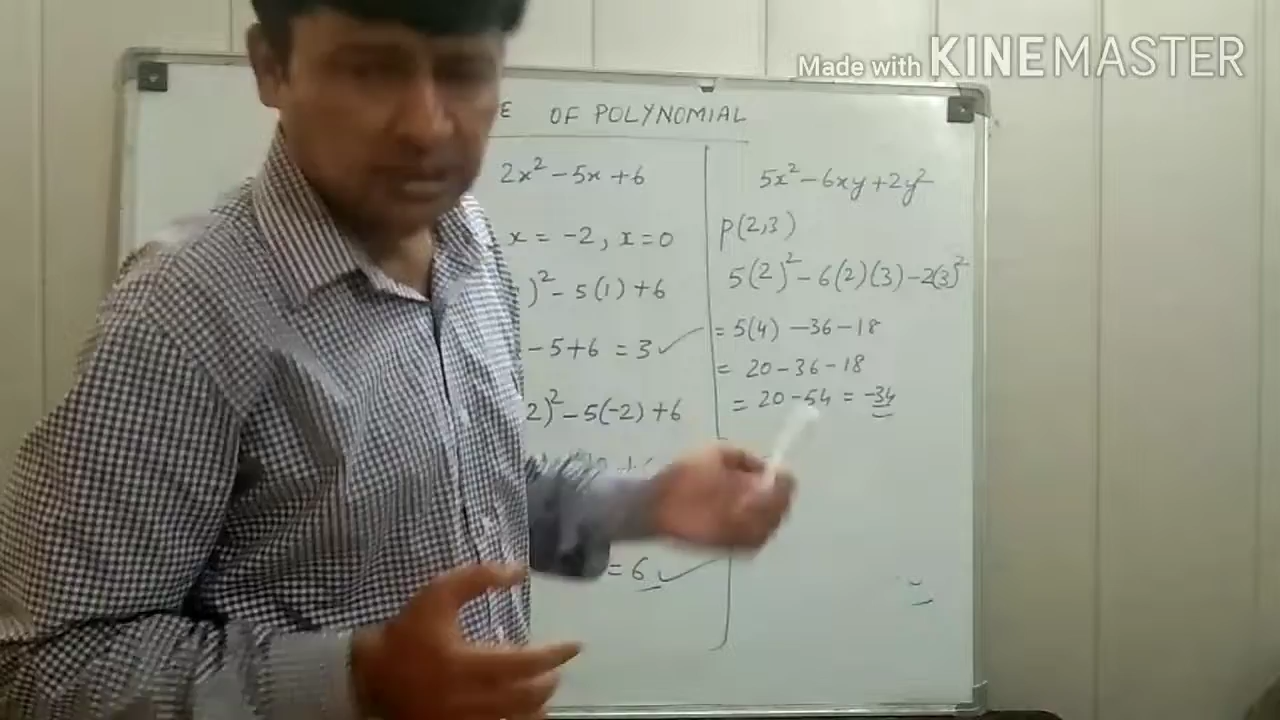 Made with KINEMASTER
OF POLYNOMIAL
2x² - 5x + 6
x = -2, x = 0
)² - 5(1) + 6
- 5 + 6 = 3 ✓
2)² - 5(-2) + 6
= 6 ✓
5x² - 6xy + 2y²
p(2,3)
5(2)² - 6(2)(3) - 2(3)²
= 5(4) - 36 - 18
= 20 - 36 - 18
= 20 - 54 = -34